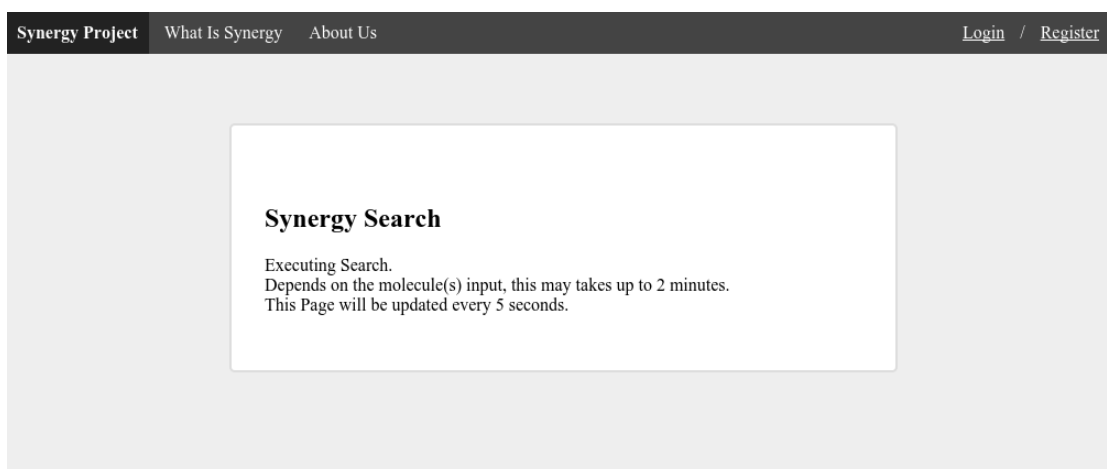 Synergy Project What Is Synergy About Us Login / Register
Synergy Search
Executing Search.
Depends on the molecule(s) input, this may takes up to 2 minutes.
This Page will be updated every 5 seconds.